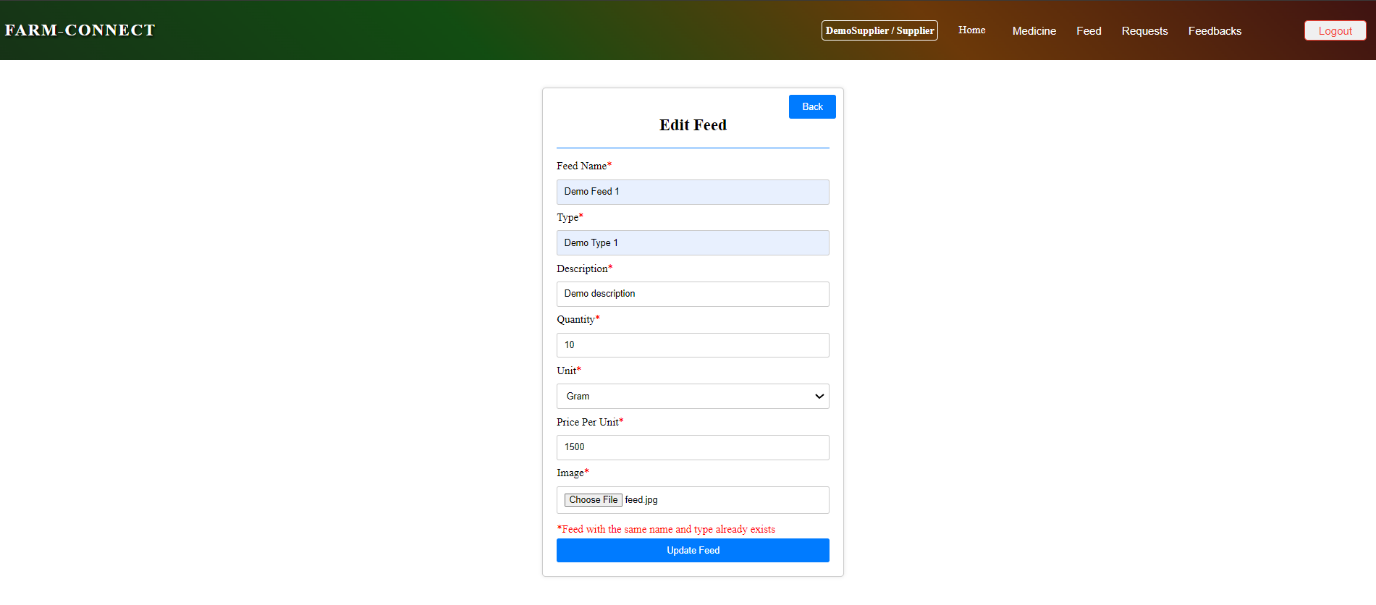 FARM-CONNECT
DemoSupplier / Supplier Home Medicine Feed Requests Feedbacks Logout
Back
Edit Feed
Feed Name*
Demo Feed 1
Type*
Demo Type 1
Description*
Demo description
Quantity*
10
Unit*
Gram
Price Per Unit*
1500
Image*
Choose File feed.jpg
*Feed with the same name and type already exists
Update Feed